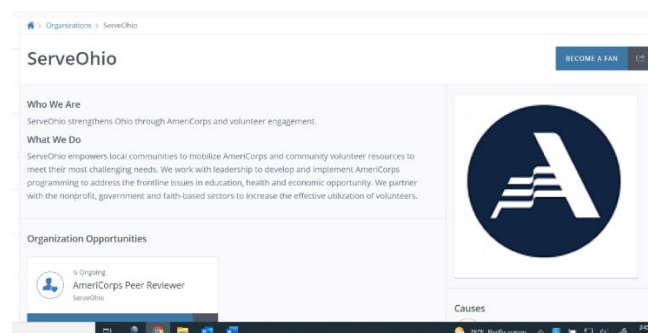 Organizations > ServeOhio
ServeOhio
BECOME A FAN
Who We Are
ServeOhio strengthens Ohio through AmeriCorps and volunteer engagement.
What We Do
ServeOhio empowers local communities to mobilize AmeriCorps and community volunteer resources to
meet their most challenging needs. We work with leadership to develop and implement AmeriCorps
programming to address the frontline issues in education, health and economic opportunity. We partner
with the nonprofit, government and faith-based sectors to increase the effective utilization of volunteers.
A
Organization Opportunities
Is Ongoing
AmeriCorps Peer Reviewer
ServeOhio
Causes